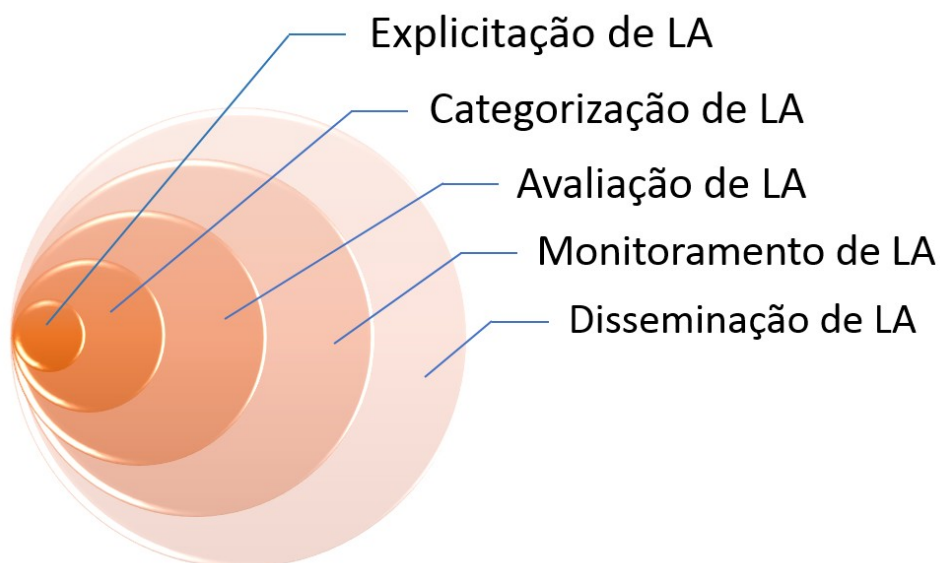 Explicitação de LA
Categorização de LA
Avaliação de LA
Monitoramento de LA
Disseminação de LA